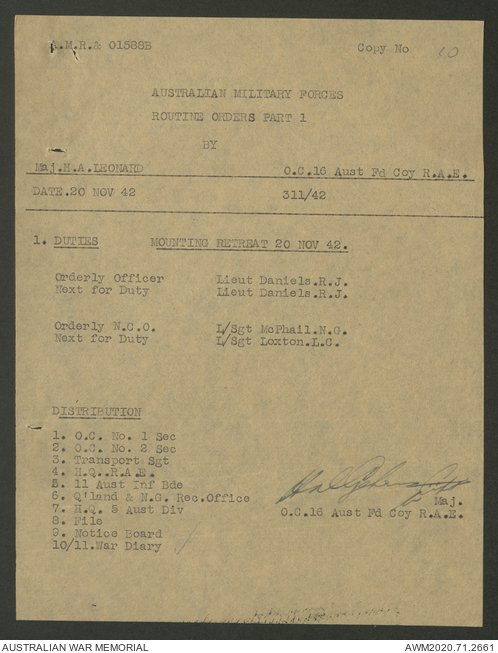 A.M.R.& 01588B Copy No 10
AUSTRALIAN MILITARY FORCES
ROUTINE ORDERS PART 1
BY
Maj.H.A.LEONARD O.C.16 Aust Fd Coy R.A.E.
DATE.20 NOV 42 311/42
1. DUTIES MOUNTING RETREAT 20 NOV 42.
Orderly Officer Lieut Daniels.R.J.
Next for Duty Lieut Daniels.R.J.
Orderly N.C.O. L/Sgt McPhail.N.G.
Next for Duty L/Sgt Loxton.L.C.
DISTRIBUTION
1. O.C. No. 1 Sec
2. O.C. No. 2 Sec
3. Transport Sgt
4. H.Q..R.A.E.
5. 11 Aust Inf Bde
6. Q'land & N.G. Rec.Office
7. H.Q. 5 Aust Div
8. File
9. Notice Board
10/11.War Diary
Maj.
O.C.16 Aust Fd Coy R.A.E.
AUSTRALIAN WAR MEMORIAL AWM2020.71.2661